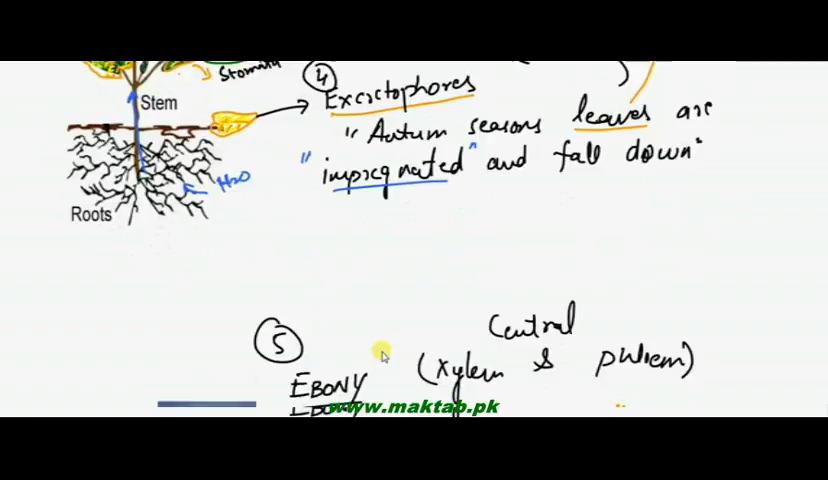 Stomata
Stem
H2O
Roots
4
Excretophores
" Autum seasons leaves are
" impregnated " and fall down "
5
Central
EBONY (xylem & phloem)
www.maktab.pk